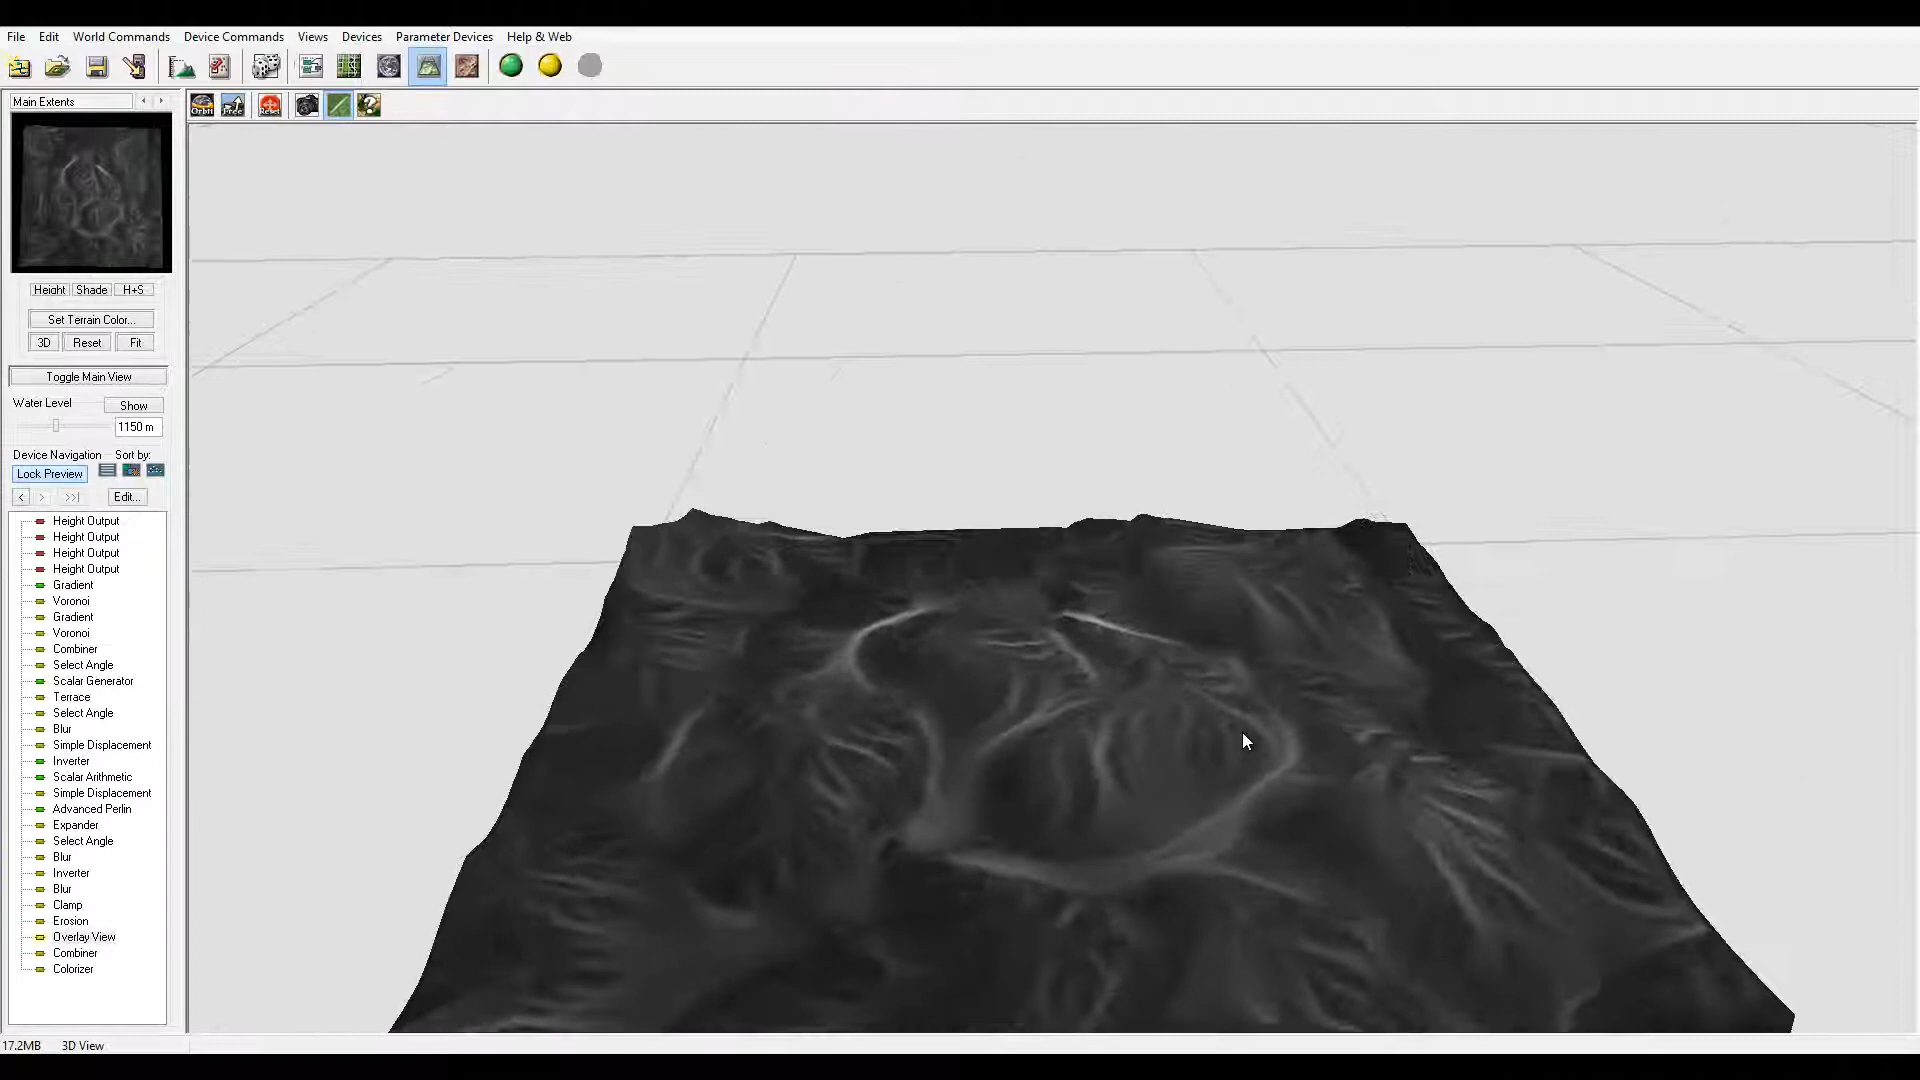 File Edit World Commands Device Commands Views Devices Parameter Devices Help & Web
Main Extents
Orbit Free Reset
Height Shade H+S
Set Terrain Color...
3D Reset Fit
Toggle Main View
Water Level Show
1150 m
Device Navigation Sort by:
Lock Preview
< > >>| Edit...
Height Output
Height Output
Height Output
Height Output
Gradient
Voronoi
Gradient
Voronoi
Combiner
Select Angle
Scalar Generator
Terrace
Select Angle
Blur
Simple Displacement
Inverter
Scalar Arithmetic
Simple Displacement
Advanced Perlin
Expander
Select Angle
Blur
Inverter
Blur
Clamp
Erosion
Overlay View
Combiner
Colorizer
17.2MB 3D View